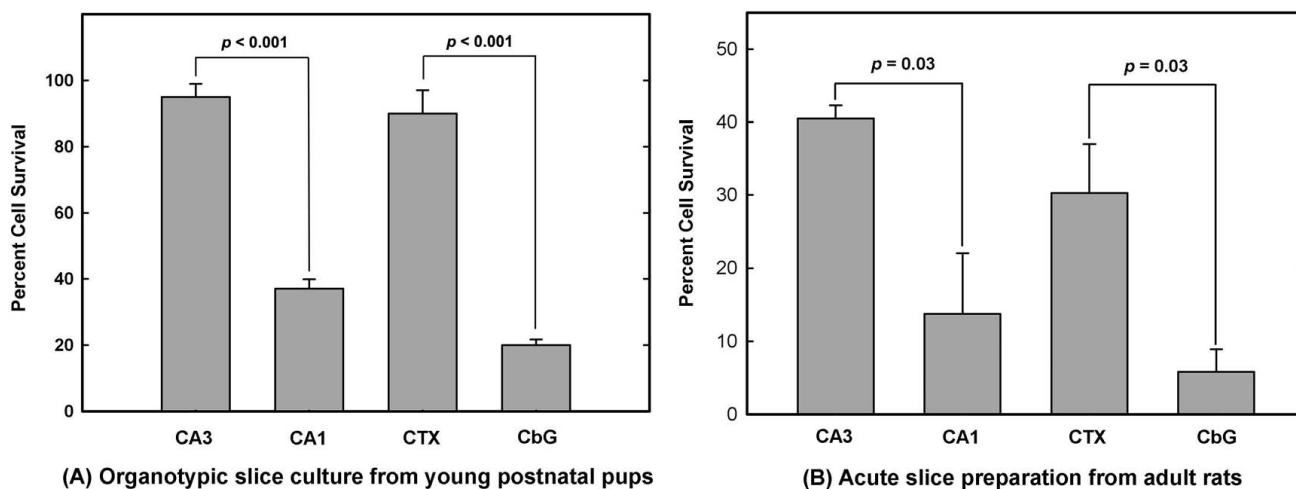 p < 0.001
p < 0.001
100
80
60
40
20
0
Percent Cell Survival
CA3 CA1 CTX CbG
(A) Organotypic slice culture from young postnatal pups
p = 0.03
p = 0.03
50
40
30
20
10
0
Percent Cell Survival
CA3 CA1 CTX CbG
(B) Acute slice preparation from adult rats